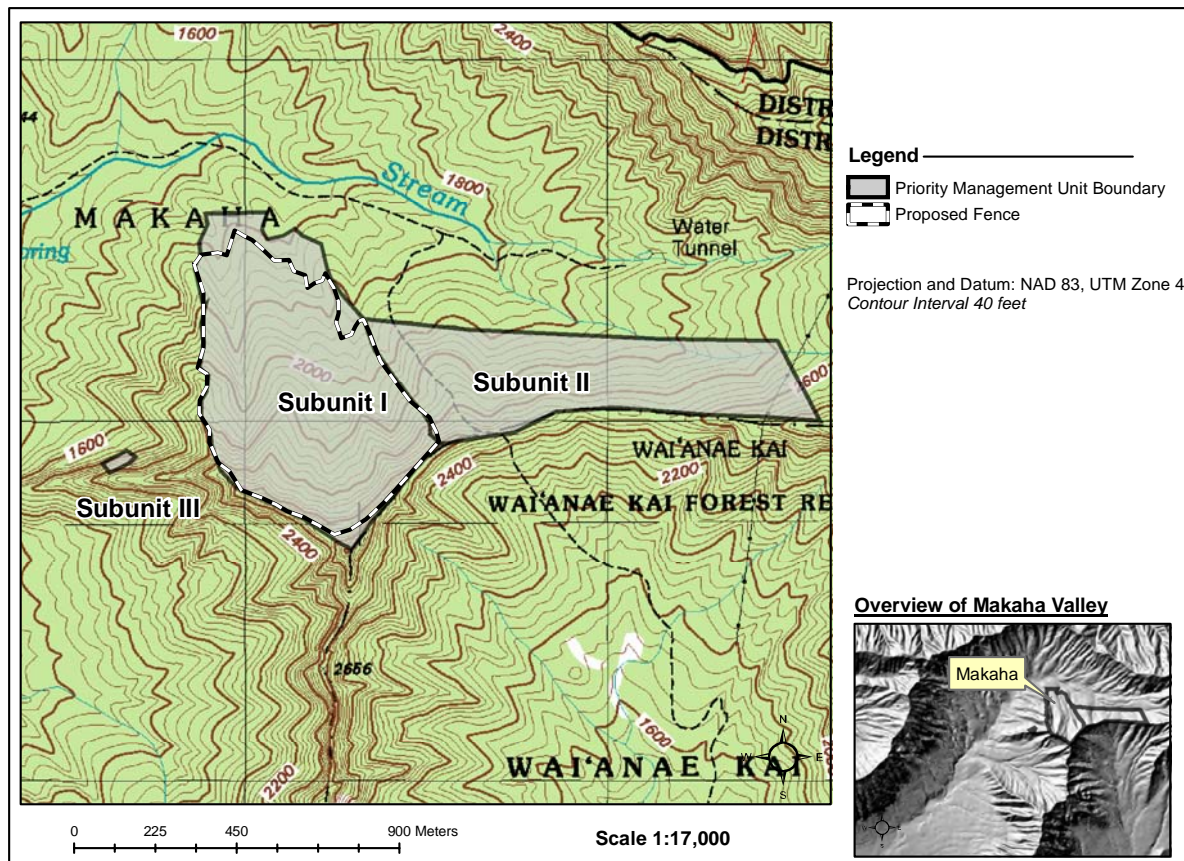 1600
2400
44
DISTR
DISTR
Stream
1800
MĀKAHA
Water
Tunnel
oring
2000
1600
Subunit II
Subunit I
1600
WAI'ANAE KAI
2400
2200
Subunit III
WAI'ANAE KAI FOREST RE
2400
2656
1600
N
W E
S
WAI'ANAE KAI
2200
Legend
Priority Management Unit Boundary
Proposed Fence
Projection and Datum: NAD 83, UTM Zone 4
Contour Interval 40 feet
Overview of Makaha Valley
Makaha
0 225 450 900 Meters
Scale 1:17,000